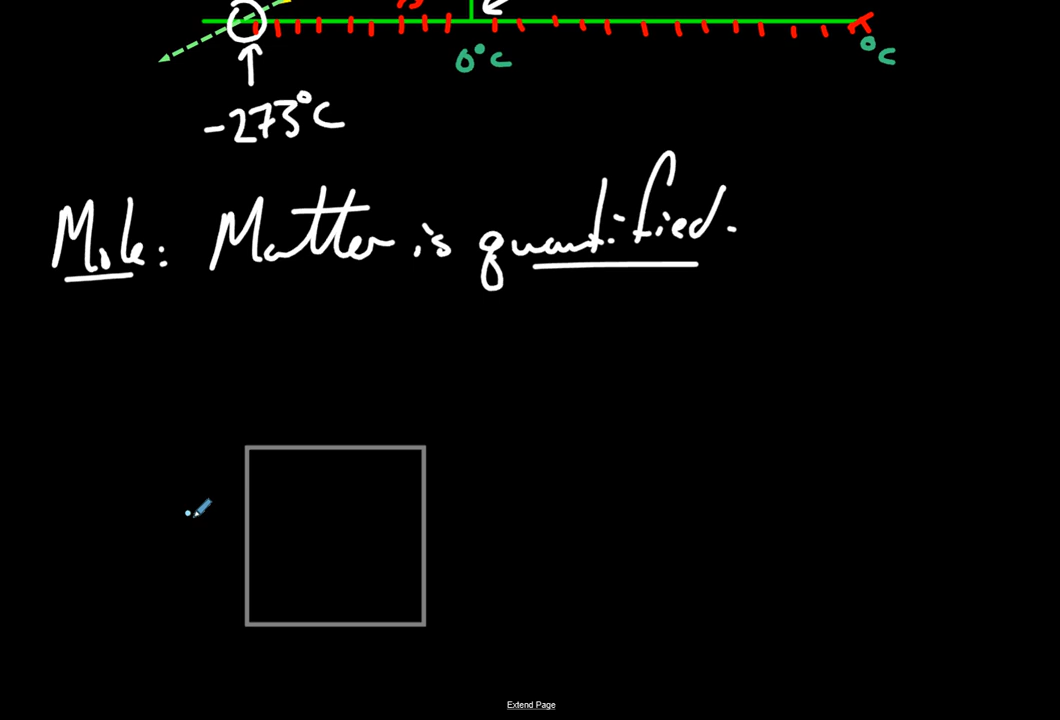 0°C
°C
-273°C
Mole: Matter is quantified.
Extend Page